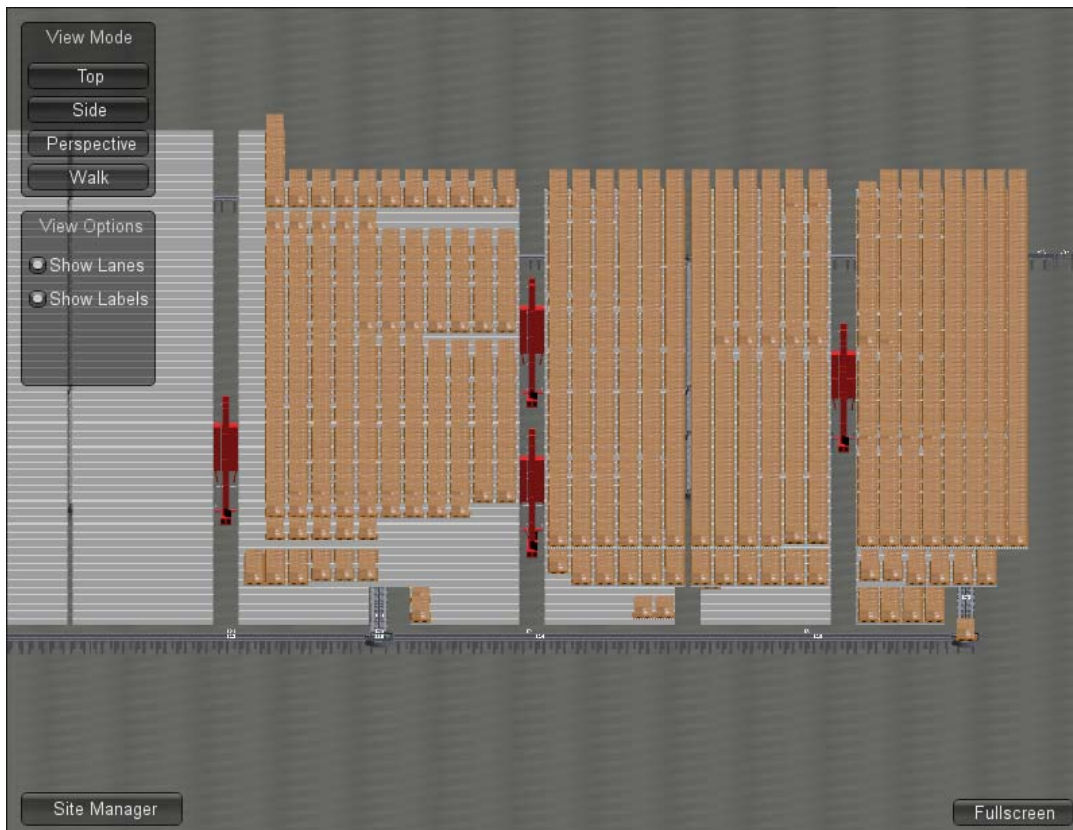 View Mode
Top
Side
Perspective
Walk
View Options
Show Lanes
Show Labels
Site Manager
Fullscreen